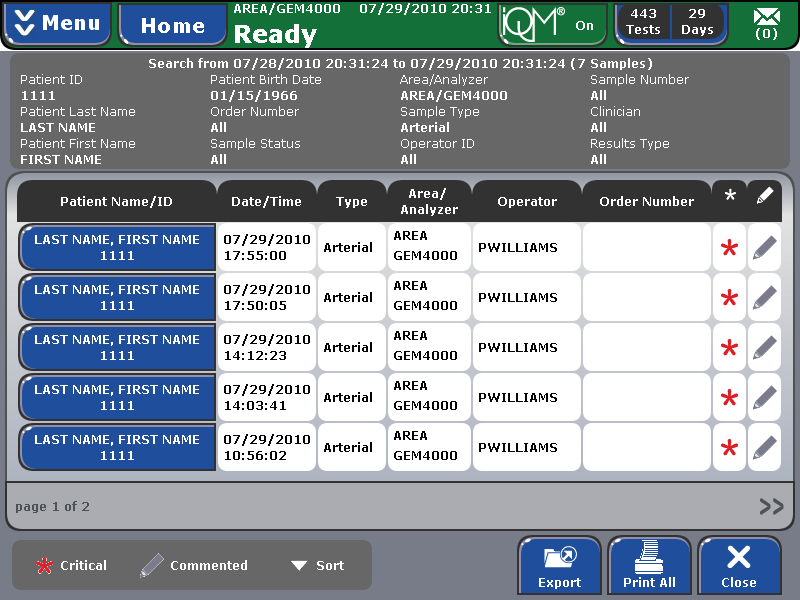 Menu
Home
AREA/GEM4000 07/29/2010 20:31
Ready
iQM® On
443 Tests
29 Days
(0)
Search from 07/28/2010 20:31:24 to 07/29/2010 20:31:24 (7 Samples)
Patient ID Patient Birth Date Area/Analyzer Sample Number
1111 01/15/1966 AREA/GEM4000 All
Patient Last Name Order Number Sample Type Clinician
LAST NAME All Arterial All
Patient First Name Sample Status Operator ID Results Type
FIRST NAME All All All
Patient Name/ID Date/Time Type Area/ Analyzer Operator Order Number *
LAST NAME, FIRST NAME 07/29/2010 AREA
1111 17:55:00 Arterial GEM4000 PWILLIAMS *
LAST NAME, FIRST NAME 07/29/2010 AREA
1111 17:50:05 Arterial GEM4000 PWILLIAMS *
LAST NAME, FIRST NAME 07/29/2010 AREA
1111 14:12:23 Arterial GEM4000 PWILLIAMS *
LAST NAME, FIRST NAME 07/29/2010 AREA
1111 14:03:41 Arterial GEM4000 PWILLIAMS *
LAST NAME, FIRST NAME 07/29/2010 AREA
1111 10:56:02 Arterial GEM4000 PWILLIAMS *
page 1 of 2 >>
* Critical Commented Sort
Export Print All Close